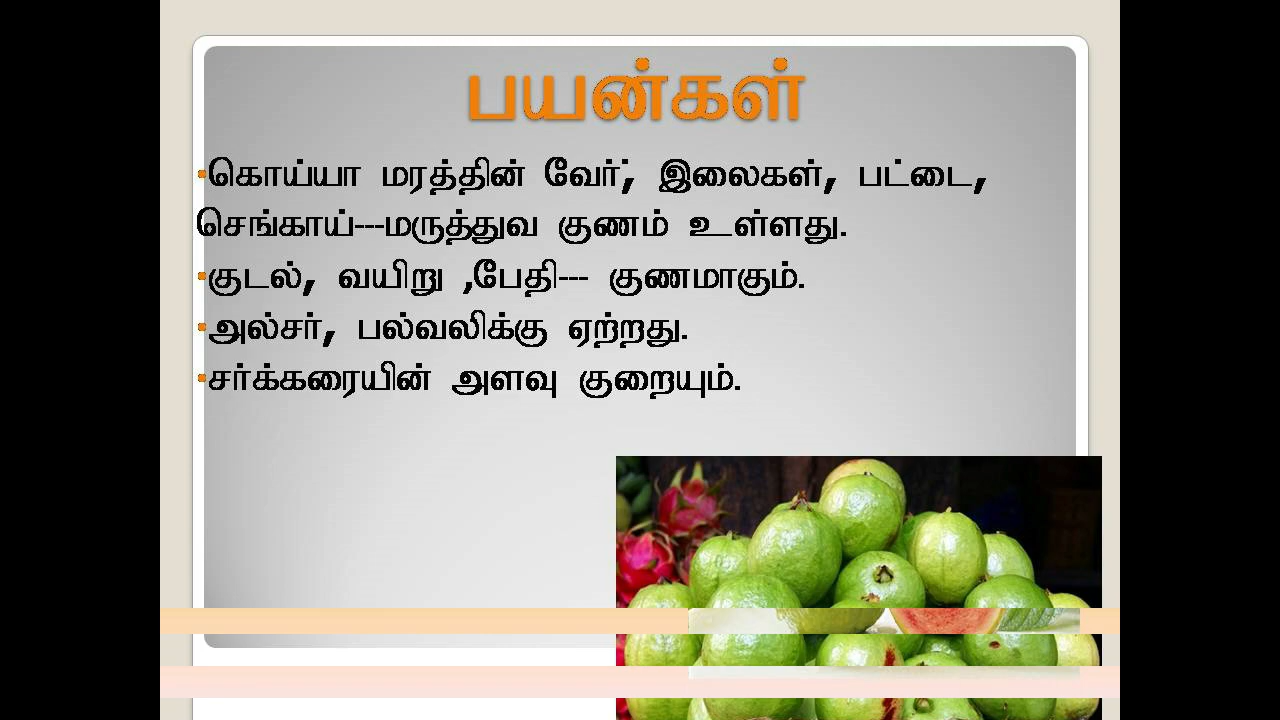 பயன்கள்
•கொய்யா மரத்தின் வேர்், இலைகள், பட்டை,
செங்காய்---மருத்துவ குணம் உள்ளது.
•குடல், வயிறு ,பேதி--- குணமாகும்.
•அல்சர், பல்வலிக்கு ஏற்றது.
•சர்க்கரையின் அளவு குறையும்.